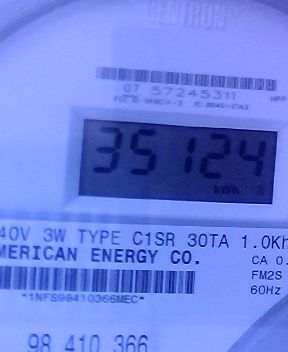 CENTRON®
07 57245311
35124
kWh
40V 3W TYPE C1SR 30TA 1.0Kh
MERICAN ENERGY CO.
CA 0.
FM2S
60Hz
*1NFS98410366MEC*
98 410 366